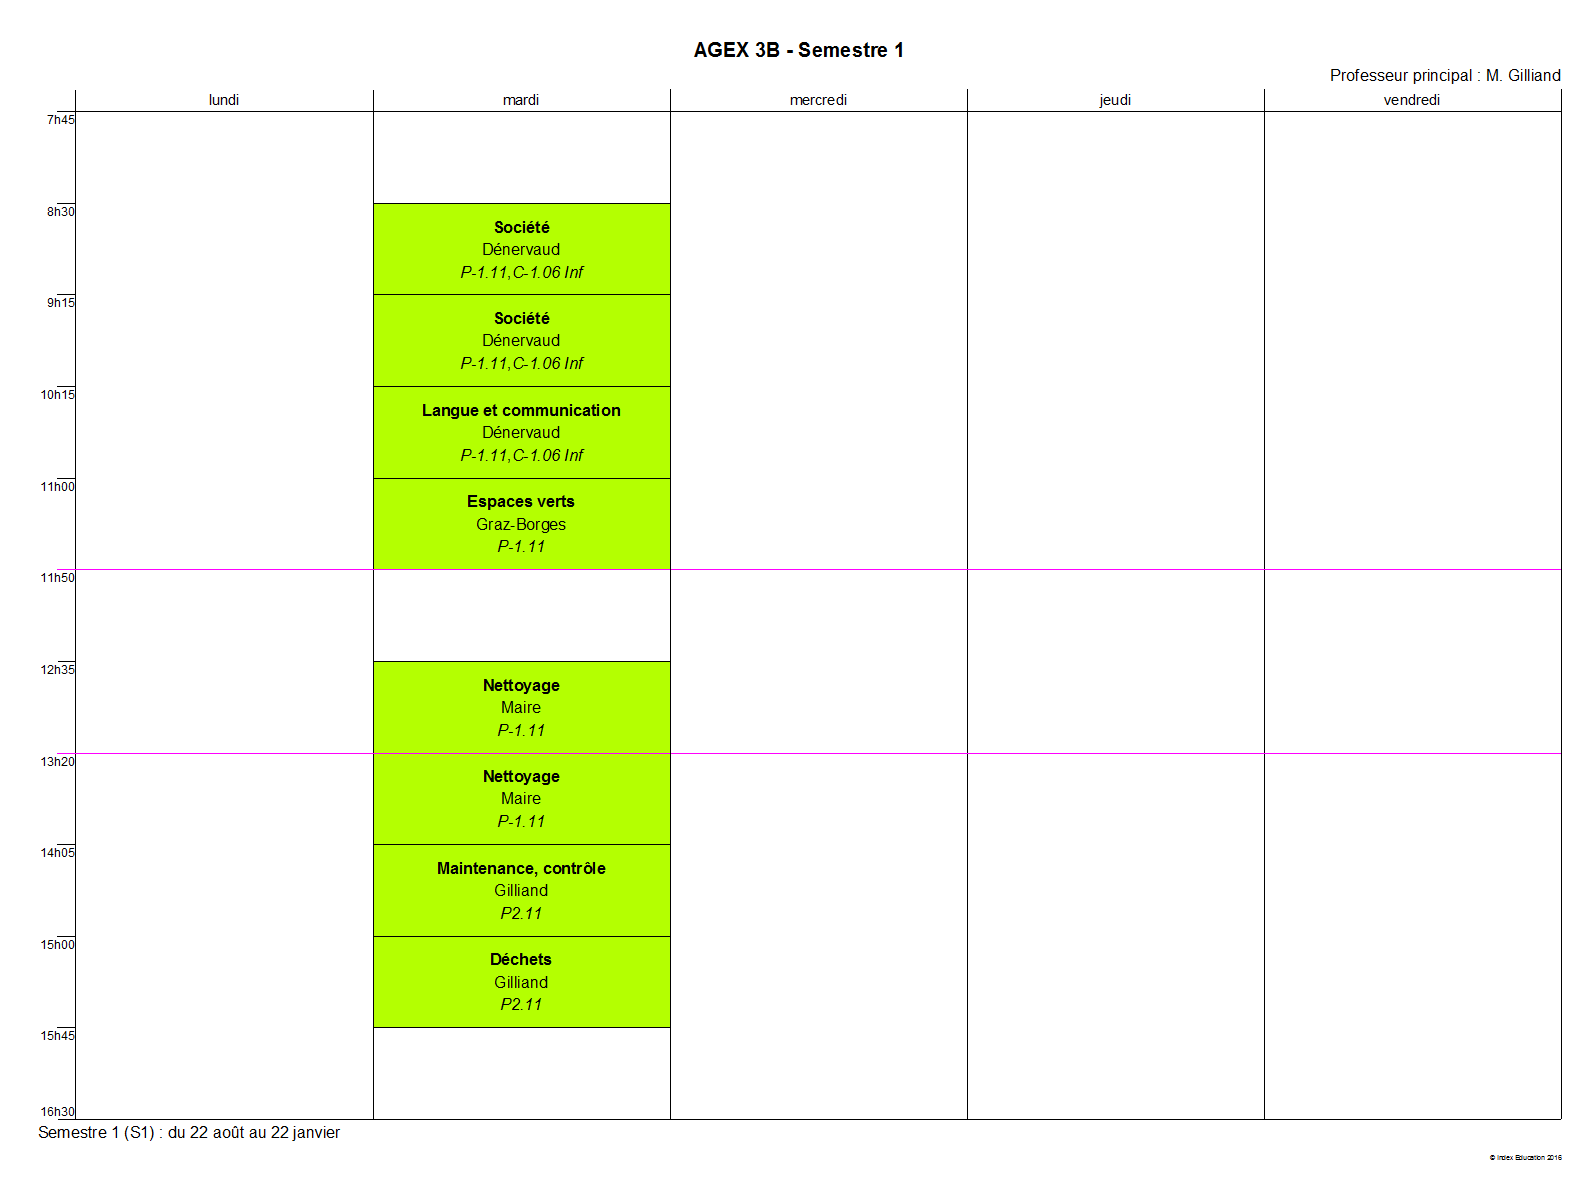 AGEX 3B - Semestre 1
Professeur principal : M. Gilliand
lundi
mardi
mercredi
jeudi
vendredi
7h45
8h30
Société
Dénervaud
P-1.11,C-1.06 Inf
9h15
Société
Dénervaud
P-1.11,C-1.06 Inf
10h15
Langue et communication
Dénervaud
P-1.11,C-1.06 Inf
11h00
Espaces verts
Graz-Borges
P-1.11
11h50
12h35
Nettoyage
Maire
P-1.11
13h20
Nettoyage
Maire
P-1.11
14h05
Maintenance, contrôle
Gilliand
P2.11
15h00
Déchets
Gilliand
P2.11
15h45
16h30
Semestre 1 (S1) : du 22 août au 22 janvier
© Index Education 2016